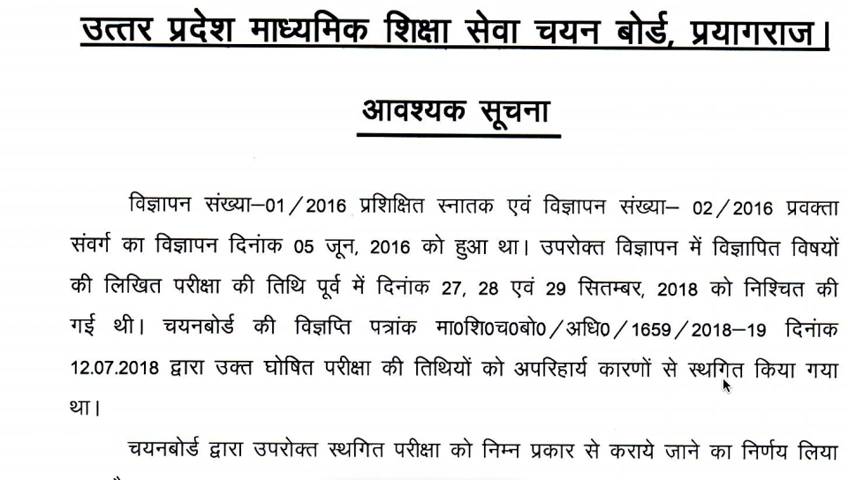 उत्तर प्रदेश माध्यमिक शिक्षा सेवा चयन बोर्ड, प्रयागराज।
आवश्यक सूचना
विज्ञापन संख्या–01/2016 प्रशिक्षित स्नातक एवं विज्ञापन संख्या– 02/2016 प्रवक्ता
संवर्ग का विज्ञापन दिनांक 05 जून, 2016 को हुआ था। उपरोक्त विज्ञापन में विज्ञापित विषयों
की लिखित परीक्षा की तिथि पूर्व में दिनांक 27, 28 एवं 29 सितम्बर, 2018 को निश्चित की
गई थी। चयनबोर्ड की विज्ञप्ति पत्रांक मा0शि0च0बो0/अधि0/1659/2018–19 दिनांक
12.07.2018 द्वारा उक्त घोषित परीक्षा की तिथियों को अपरिहार्य कारणों से स्थगित किया गया
था।
चयनबोर्ड द्वारा उपरोक्त स्थगित परीक्षा को निम्न प्रकार से कराये जाने का निर्णय लिया